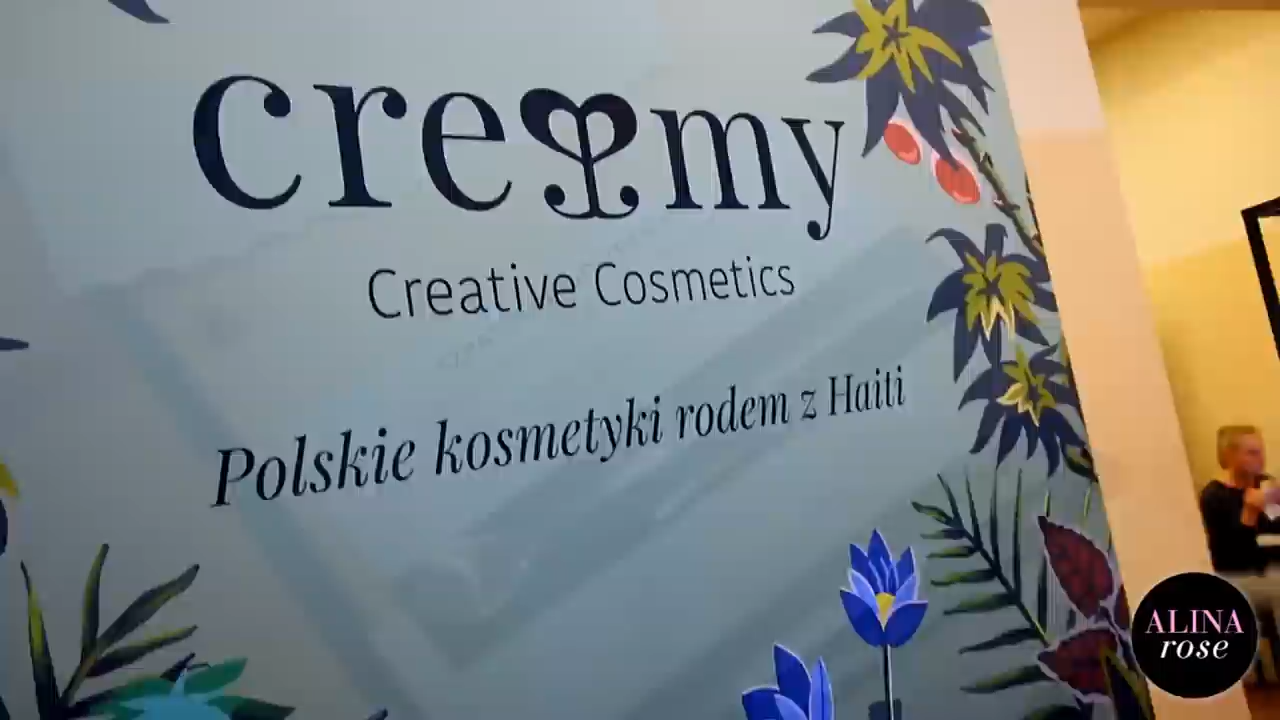 creamy
Creative Cosmetics
Polskie kosmetyki rodem z Haiti
ALINA
rose